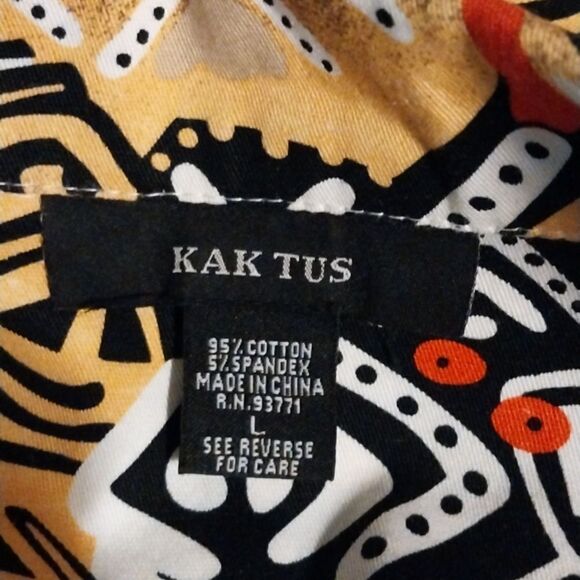 KAK TUS
95% COTTON
5% SPANDEX
MADE IN CHINA
R.N. 93771
L
SEE REVERSE
FOR CARE